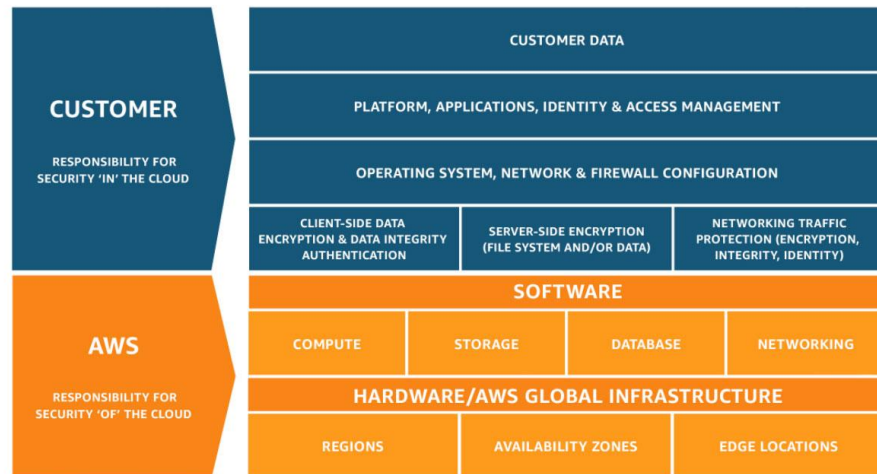 CUSTOMER
RESPONSIBILITY FOR
SECURITY ‘IN’ THE CLOUD
CUSTOMER DATA
PLATFORM, APPLICATIONS, IDENTITY & ACCESS MANAGEMENT
OPERATING SYSTEM, NETWORK & FIREWALL CONFIGURATION
CLIENT-SIDE DATA
ENCRYPTION & DATA INTEGRITY
AUTHENTICATION
SERVER-SIDE ENCRYPTION
(FILE SYSTEM AND/OR DATA)
NETWORKING TRAFFIC
PROTECTION (ENCRYPTION,
INTEGRITY, IDENTITY)
AWS
RESPONSIBILITY FOR
SECURITY ‘OF’ THE CLOUD
SOFTWARE
COMPUTE
STORAGE
DATABASE
NETWORKING
HARDWARE/AWS GLOBAL INFRASTRUCTURE
REGIONS
AVAILABILITY ZONES
EDGE LOCATIONS